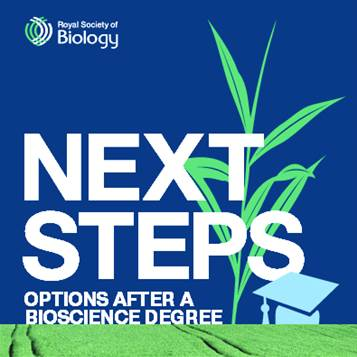 Royal Society of
Biology
NEXT
STEPS
OPTIONS AFTER A
BIOSCIENCE DEGREE